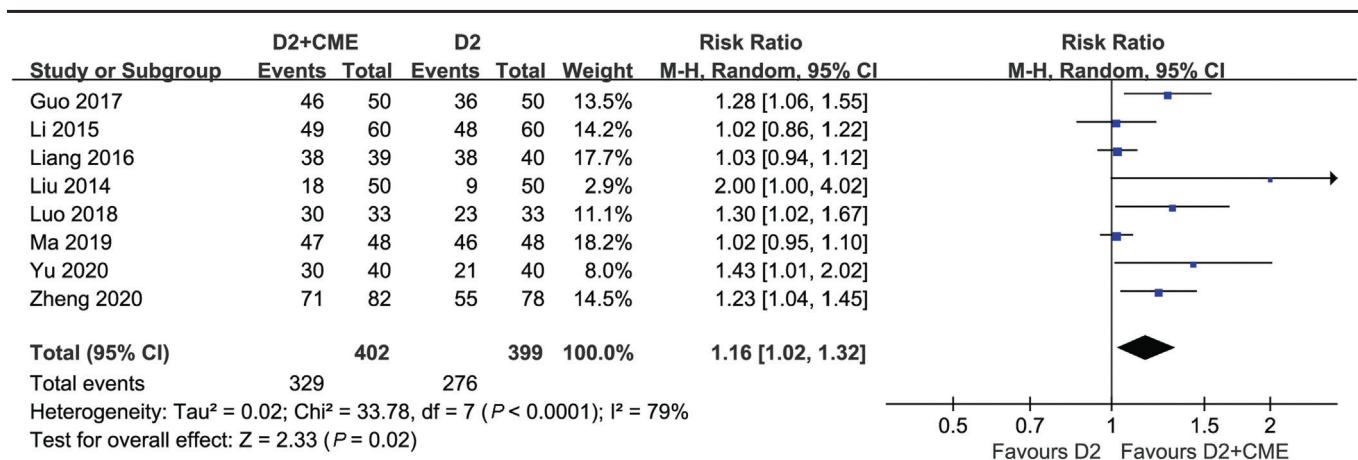 D2+CME D2 Risk Ratio Risk Ratio
Study or Subgroup Events Total Events Total Weight M-H, Random, 95% CI M-H, Random, 95% CI
Guo 2017 46 50 36 50 13.5% 1.28 [1.06, 1.55]
Li 2015 49 60 48 60 14.2% 1.02 [0.86, 1.22]
Liang 2016 38 39 38 40 17.7% 1.03 [0.94, 1.12]
Liu 2014 18 50 9 50 2.9% 2.00 [1.00, 4.02]
Luo 2018 30 33 23 33 11.1% 1.30 [1.02, 1.67]
Ma 2019 47 48 46 48 18.2% 1.02 [0.95, 1.10]
Yu 2020 30 40 21 40 8.0% 1.43 [1.01, 2.02]
Zheng 2020 71 82 55 78 14.5% 1.23 [1.04, 1.45]
Total (95% CI) 402 399 100.0% 1.16 [1.02, 1.32]
Total events 329 276
Heterogeneity: Tau² = 0.02; Chi² = 33.78, df = 7 (P < 0.0001); I² = 79%
Test for overall effect: Z = 2.33 (P = 0.02)
0.5 0.7 1 1.5 2
Favours D2 Favours D2+CME